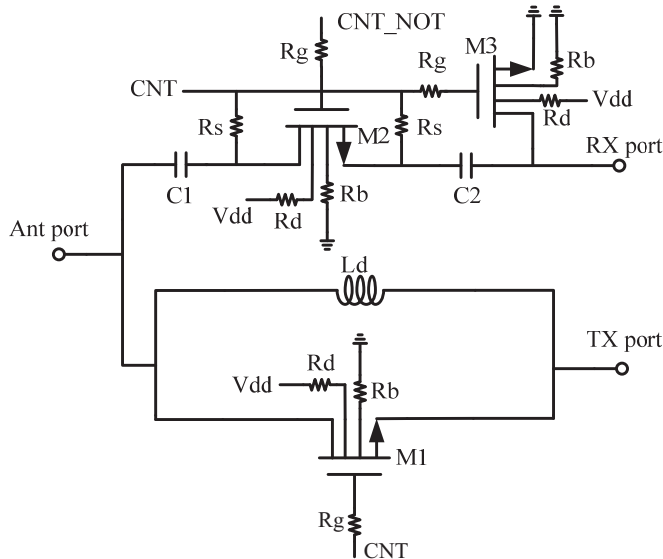 CNT_NOT
Rg
M3
Rb
CNT
Rg
Vdd
Rd
Rs
M2
Rs
RX port
C1
Rb
C2
Vdd
Rd
Ant port
Ld
TX port
Rd
Vdd
Rb
M1
Rg
CNT